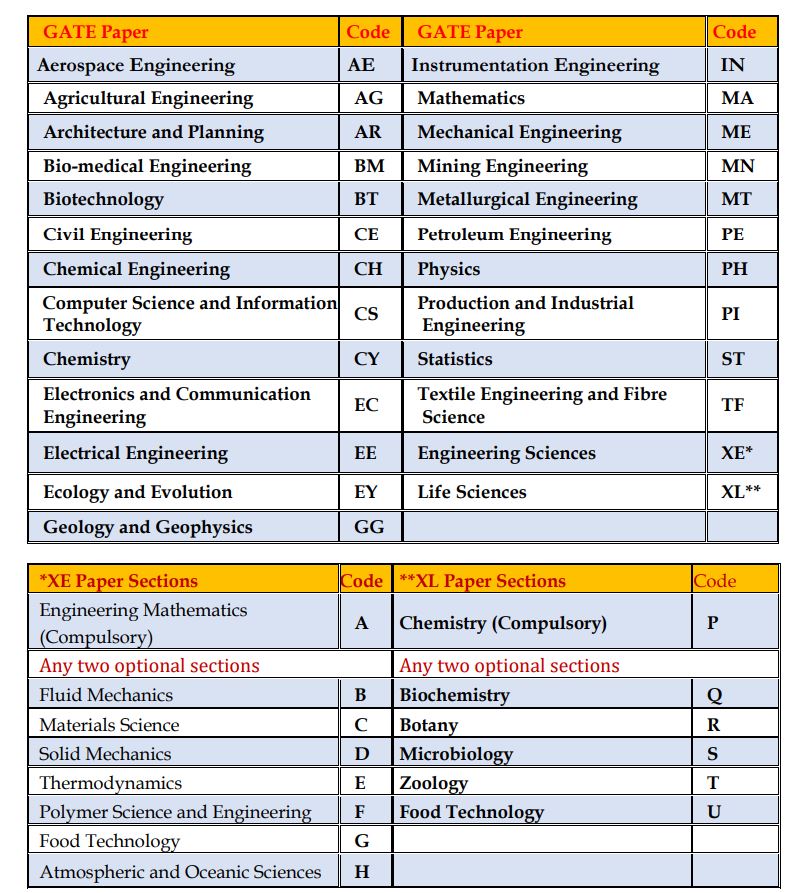 GATE Paper Code GATE Paper Code
Aerospace Engineering AE Instrumentation Engineering IN
Agricultural Engineering AG Mathematics MA
Architecture and Planning AR Mechanical Engineering ME
Bio-medical Engineering BM Mining Engineering MN
Biotechnology BT Metallurgical Engineering MT
Civil Engineering CE Petroleum Engineering PE
Chemical Engineering CH Physics PH
Computer Science and Information
Technology
CS
Production and Industrial
Engineering
PI
Chemistry CY Statistics ST
Electronics and Communication
Engineering
EC
Textile Engineering and Fibre
Science
TF
Electrical Engineering EE Engineering Sciences XE*
Ecology and Evolution EY Life Sciences XL**
Geology and Geophysics GG
*XE Paper Sections Code **XL Paper Sections Code
Engineering Mathematics
(Compulsory)
A
Chemistry (Compulsory) P
Any two optional sections Any two optional sections
Fluid Mechanics B Biochemistry Q
Materials Science C Botany R
Solid Mechanics D Microbiology S
Thermodynamics E Zoology T
Polymer Science and Engineering F Food Technology U
Food Technology G
Atmospheric and Oceanic Sciences H